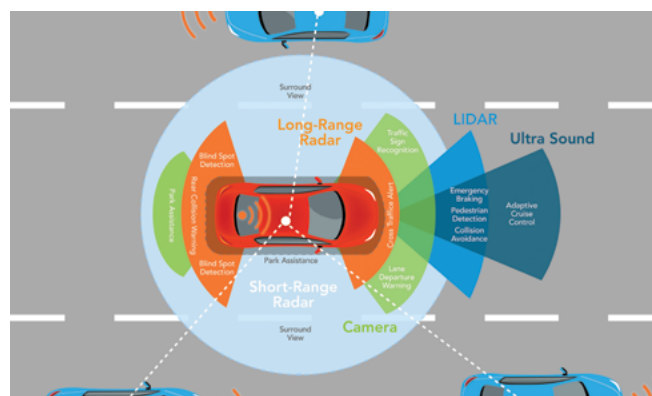 Surround
View
Long-Range
Radar
Traffic
Sign
Recognition
LIDAR
Ultra Sound
Blind Spot
Detection
Park Assistance
Rear Collision Warning
Cross Traffice Alert
Emergency
Braking
Pedestrian
Detection
Collision
Avoidance
Adaptive
Cruise
Control
Blind Spot
Detection
Park Assistance
Lane
Departure
Warning
Short-Range
Radar
Camera
Surround
View